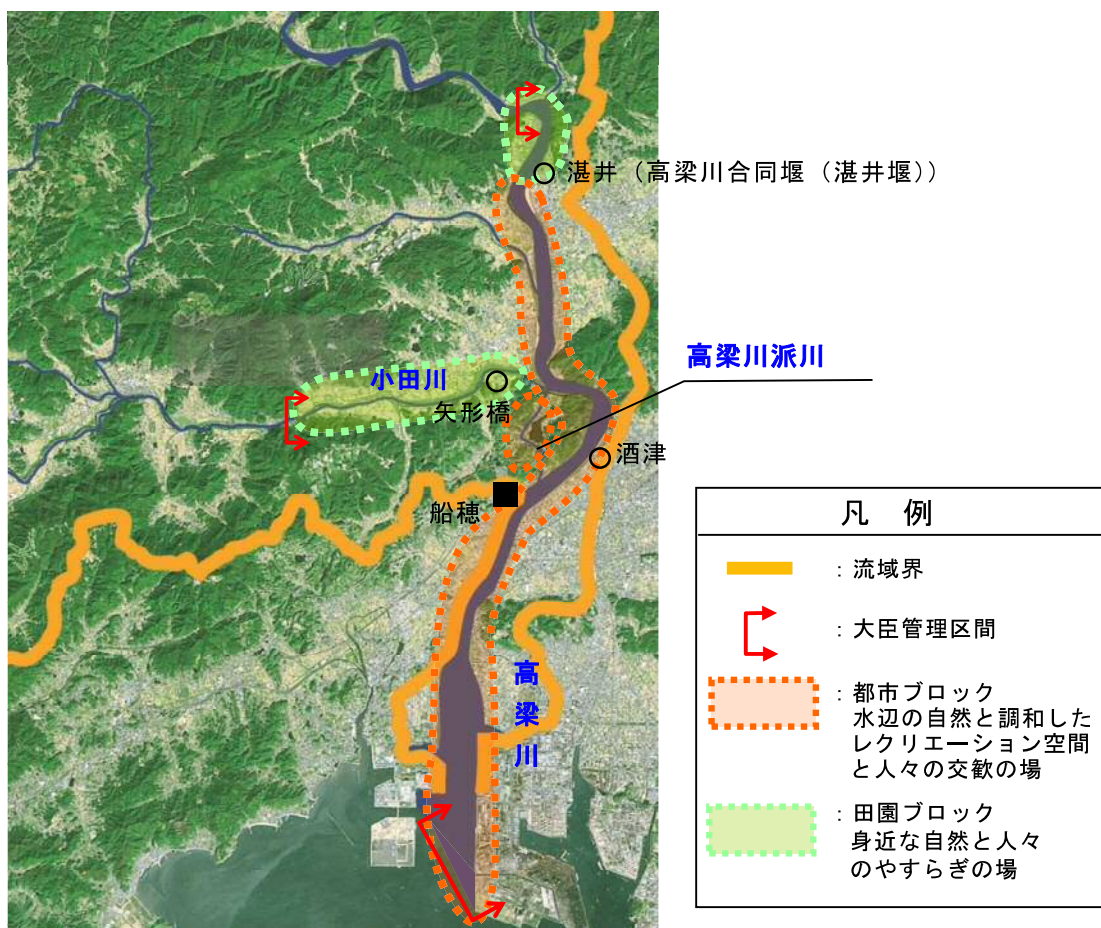 湛井（高梁川合同堰（湛井堰））
高梁川派川
小田川
矢形橋
酒津
船穂
高梁川
凡 例
：流域界
：大臣管理区間
：都市ブロック
水辺の自然と調和した
レクリエーション空間
と人々の交歓の場
：田園ブロック
身近な自然と人々
のやすらぎの場